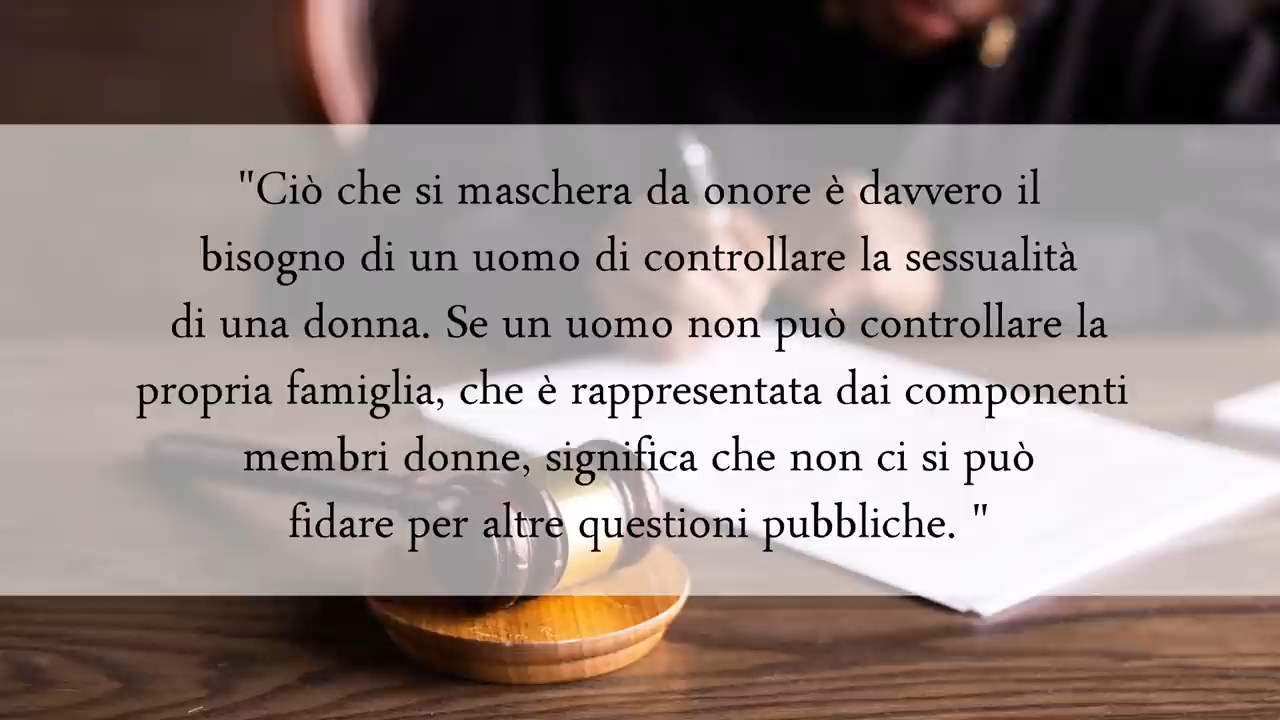 "Ciò che si maschera da onore è davvero il
bisogno di un uomo di controllare la sessualità
di una donna. Se un uomo non può controllare la
propria famiglia, che è rappresentata dai componenti
membri donne, significa che non ci si può
fidare per altre questioni pubbliche. "